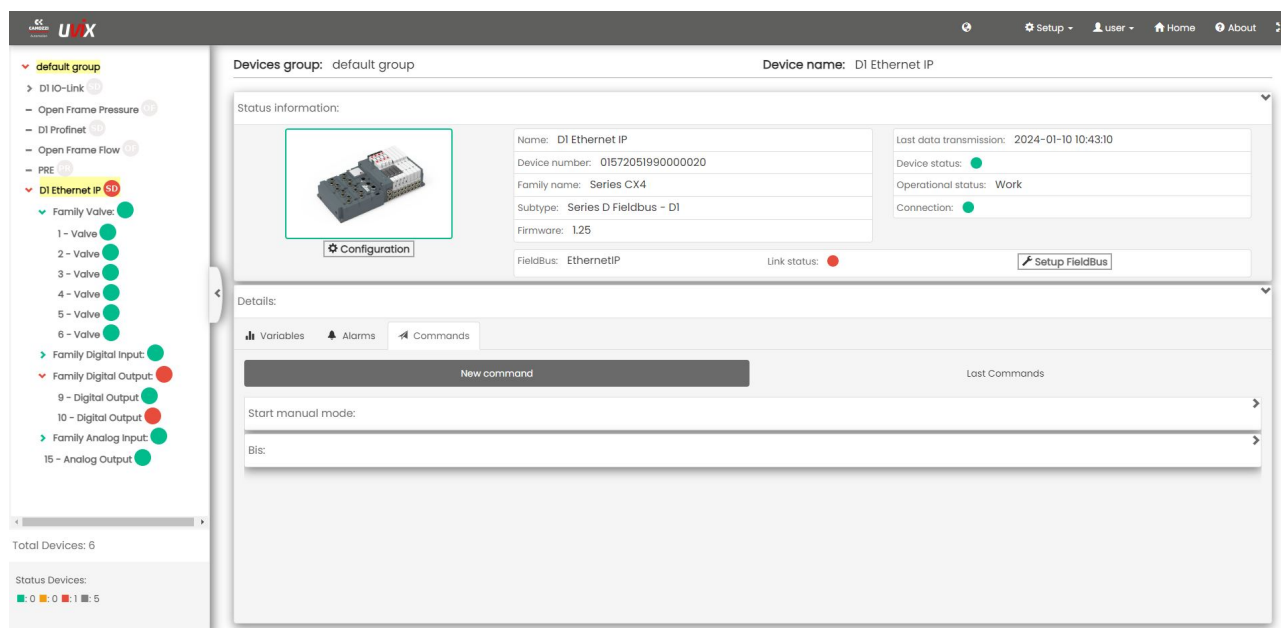 CAMOZZI
UVIX
Setup
user
Home
About
default group
D1 IO-Link SD
Open Frame Pressure OF
D1 Profinet SD
Open Frame Flow OF
PRE PR
D1 Ethernet IP SD
Family Valve:
1 - Valve
2 - Valve
3 - Valve
4 - Valve
5 - Valve
6 - Valve
Family Digital Input:
Family Digital Output:
9 - Digital Output
10 - Digital Output
Family Analog Input:
15 - Analog Output
Total Devices: 6
Status Devices:
: 0 : 0 : 1 : 5
Devices group: default group
Device name: D1 Ethernet IP
Status information:
Configuration
Name: D1 Ethernet IP
Device number: 01572051990000020
Family name: Series CX4
Subtype: Series D Fieldbus - D1
Firmware: 1.25
Last data transmission: 2024-01-10 10:43:10
Device status:
Operational status: Work
Connection:
FieldBus: EthernetIP
Link status:
Setup FieldBus
Details:
Variables
Alarms
Commands
New command
Last Commands
Start manual mode:
Bis: